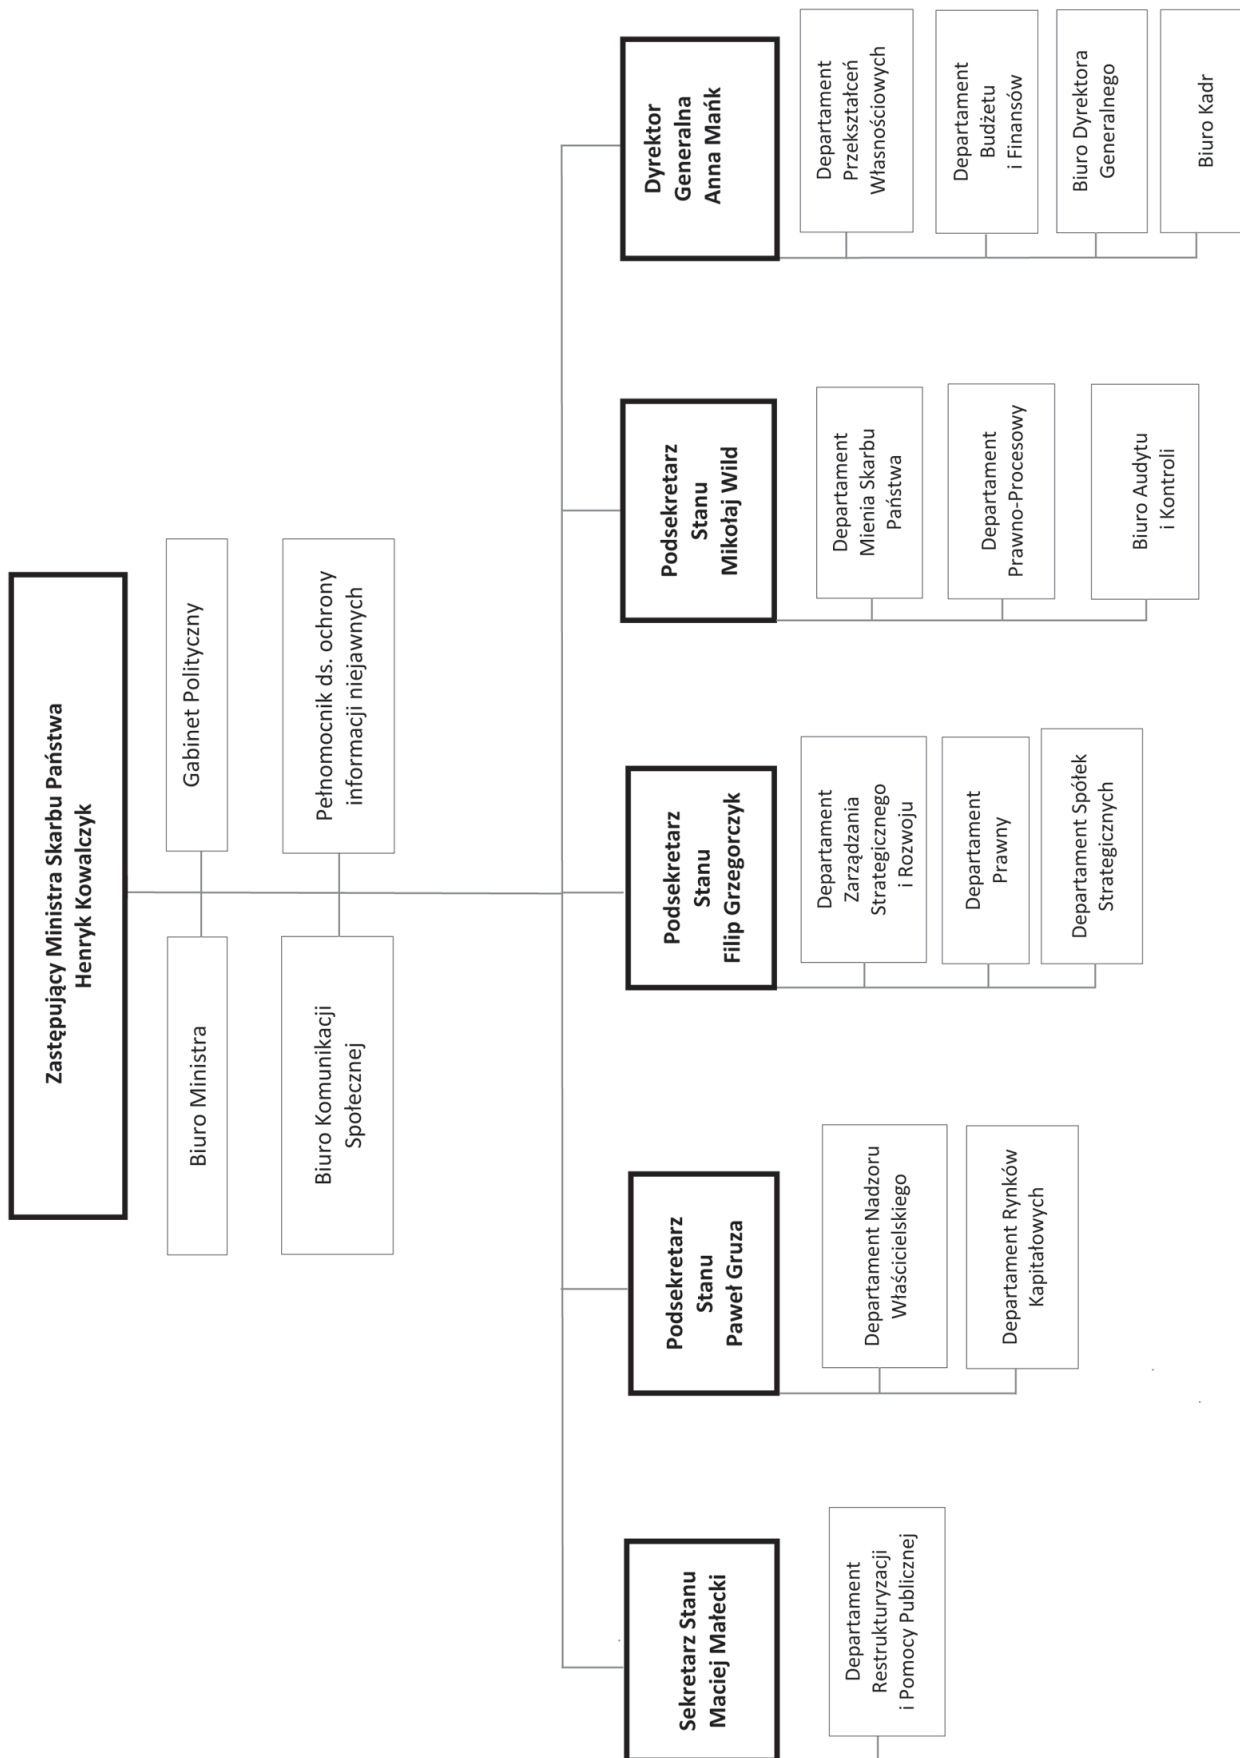 Zastępujący Ministra Skarbu Państwa
Henryk Kowalczyk
Biuro Ministra
Gabinet Polityczny
Biuro Komunikacji
Społecznej
Pełnomocnik ds. ochrony
informacji niejawnych
Sekretarz Stanu
Maciej Małecki
Departament
Restrukturyzacji
i Pomocy Publicznej
Podsekretarz
Stanu
Paweł Gruza
Departament Nadzoru
Właścicielskiego
Departament Rynków
Kapitałowych
Podsekretarz
Stanu
Filip Grzegorczyk
Departament
Zarządzania
Strategicznego
i Rozwoju
Departament
Prawny
Departament Spółek
Strategicznych
Podsekretarz
Stanu
Mikołaj Wild
Departament
Mienia Skarbu
Państwa
Departament
Prawno-Procesowy
Biuro Audytu
i Kontroli
Dyrektor
Generalna
Anna Mańk
Departament
Przekształceń
Własnościowych
Departament
Budżetu
i Finansów
Biuro Dyrektora
Generalnego
Biuro Kadr